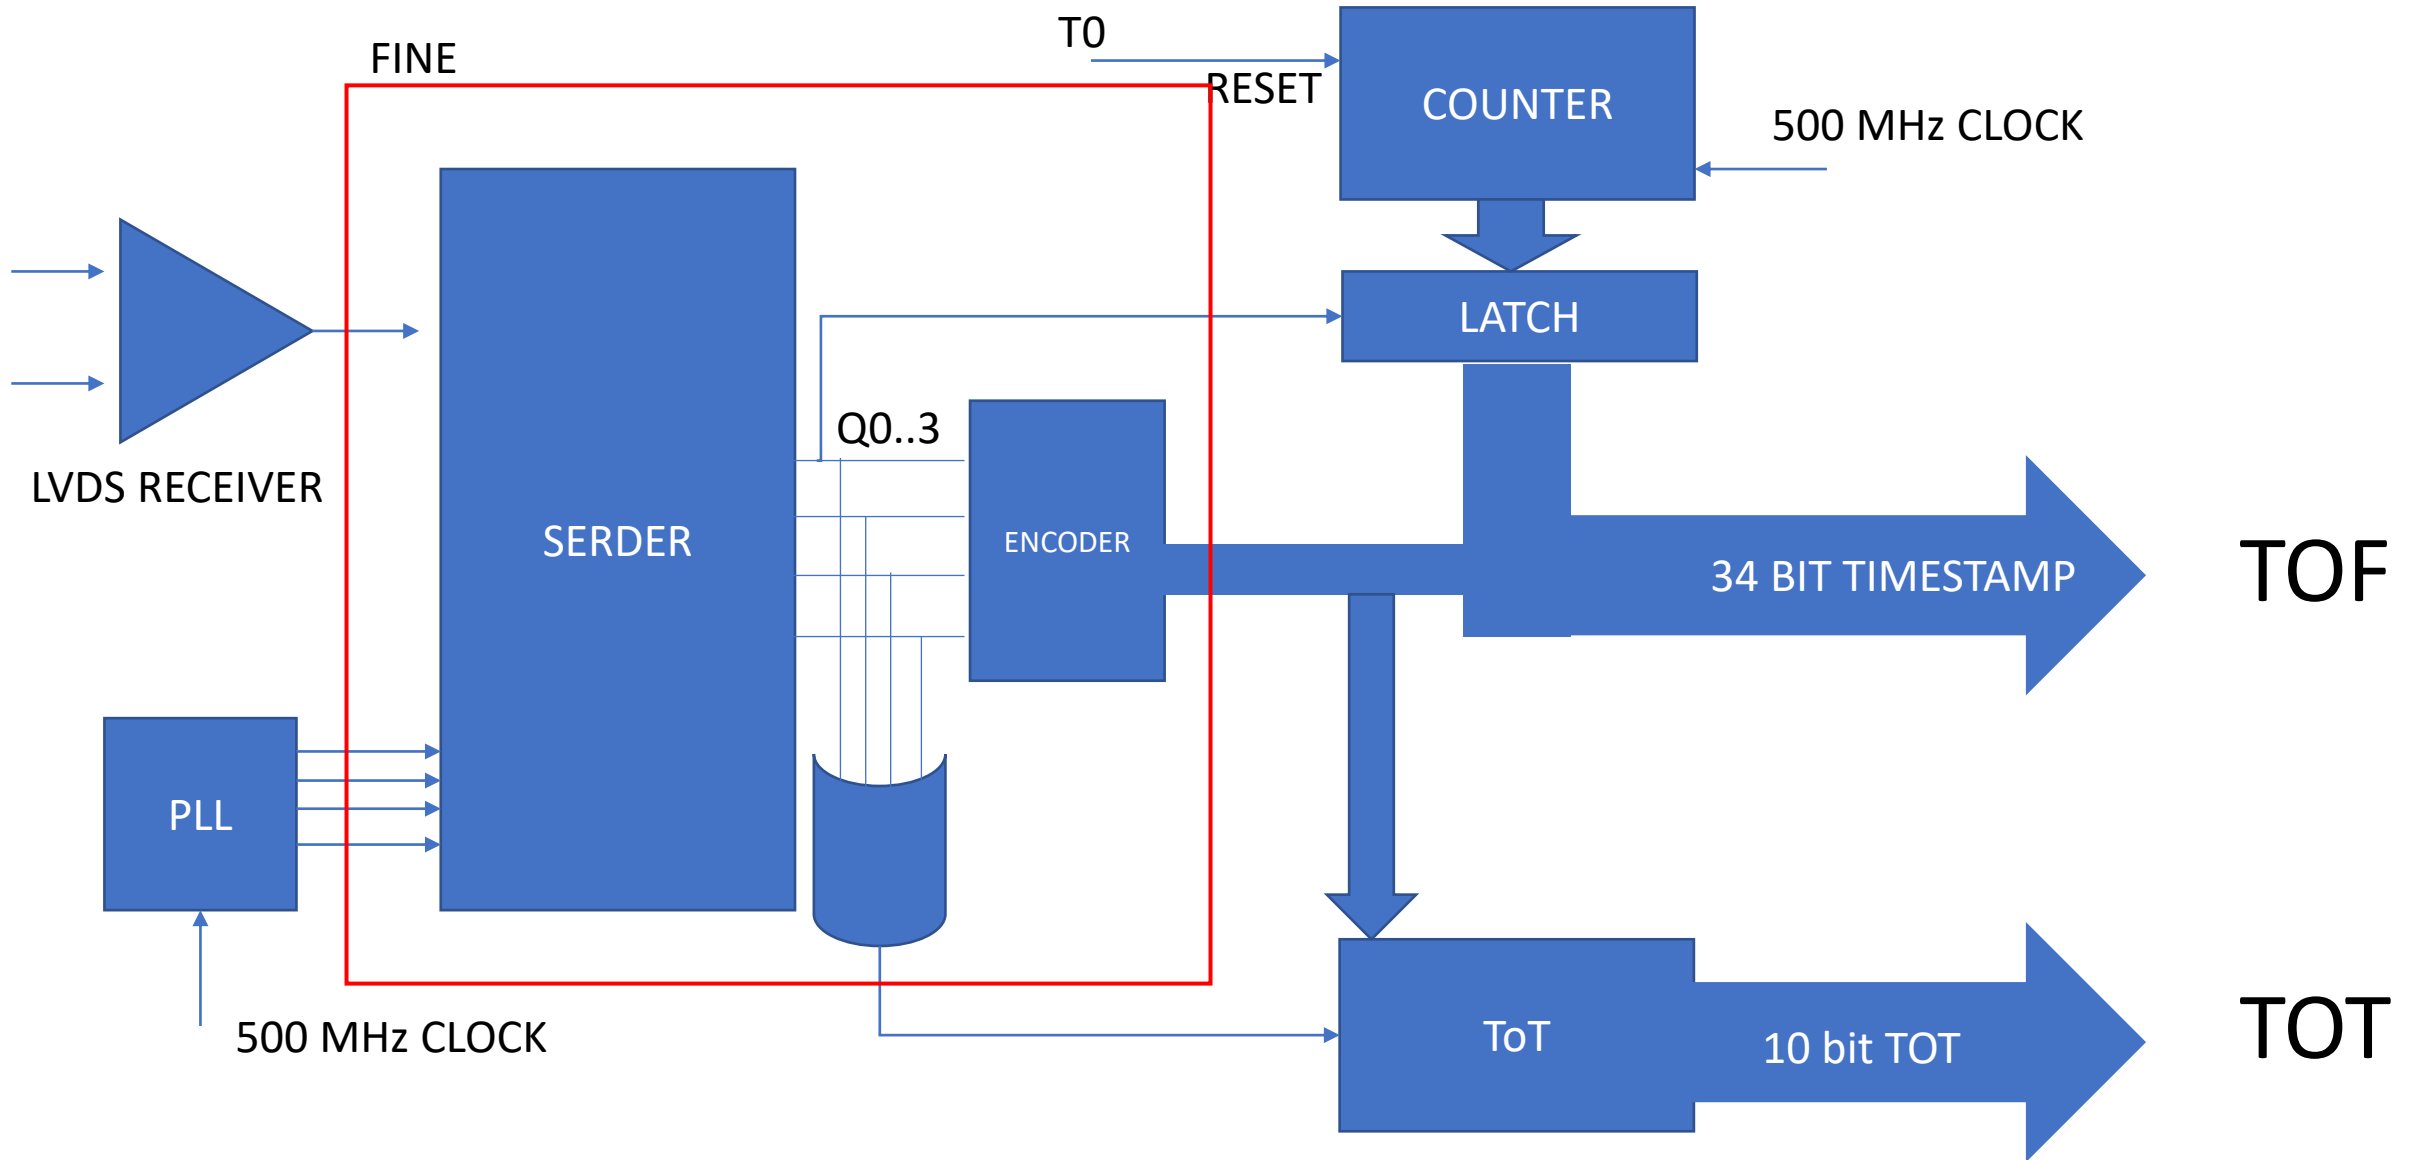 T0
FINE
RESET
COUNTER
500 MHz CLOCK
LATCH
Q0..3
LVDS RECEIVER
SERDER
ENCODER
34 BIT TIMESTAMP
TOF
PLL
500 MHz CLOCK
ToT
10 bit TOT
TOT